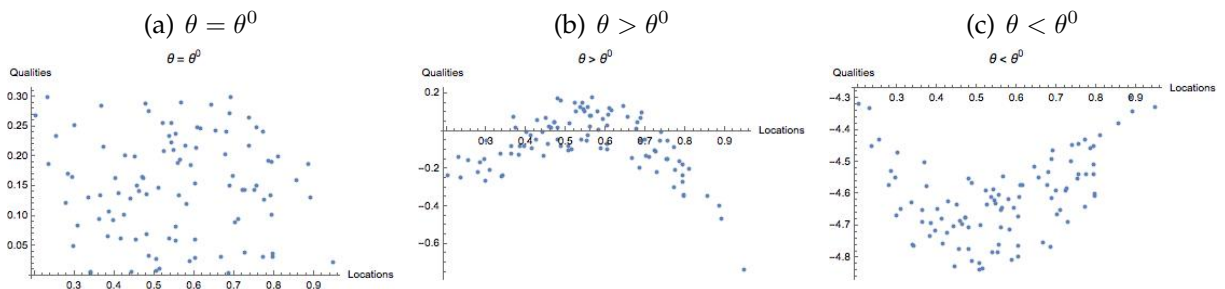 (a) θ = θ⁰
(b) θ > θ⁰
(c) θ < θ⁰
θ = θ⁰
Qualities
0.30
0.25
0.20
0.15
0.10
0.05
0.3 0.4 0.5 0.6 0.7 0.8 0.9
Locations
θ > θ⁰
Qualities
0.2
-0.2
-0.4
-0.6
0.3 0.4 0.5 0.6 0.7 0.8 0.9
Locations
θ < θ⁰
Qualities
-4.3
-4.4
-4.5
-4.6
-4.7
-4.8
0.3 0.4 0.5 0.6 0.7 0.8 0.9
Locations